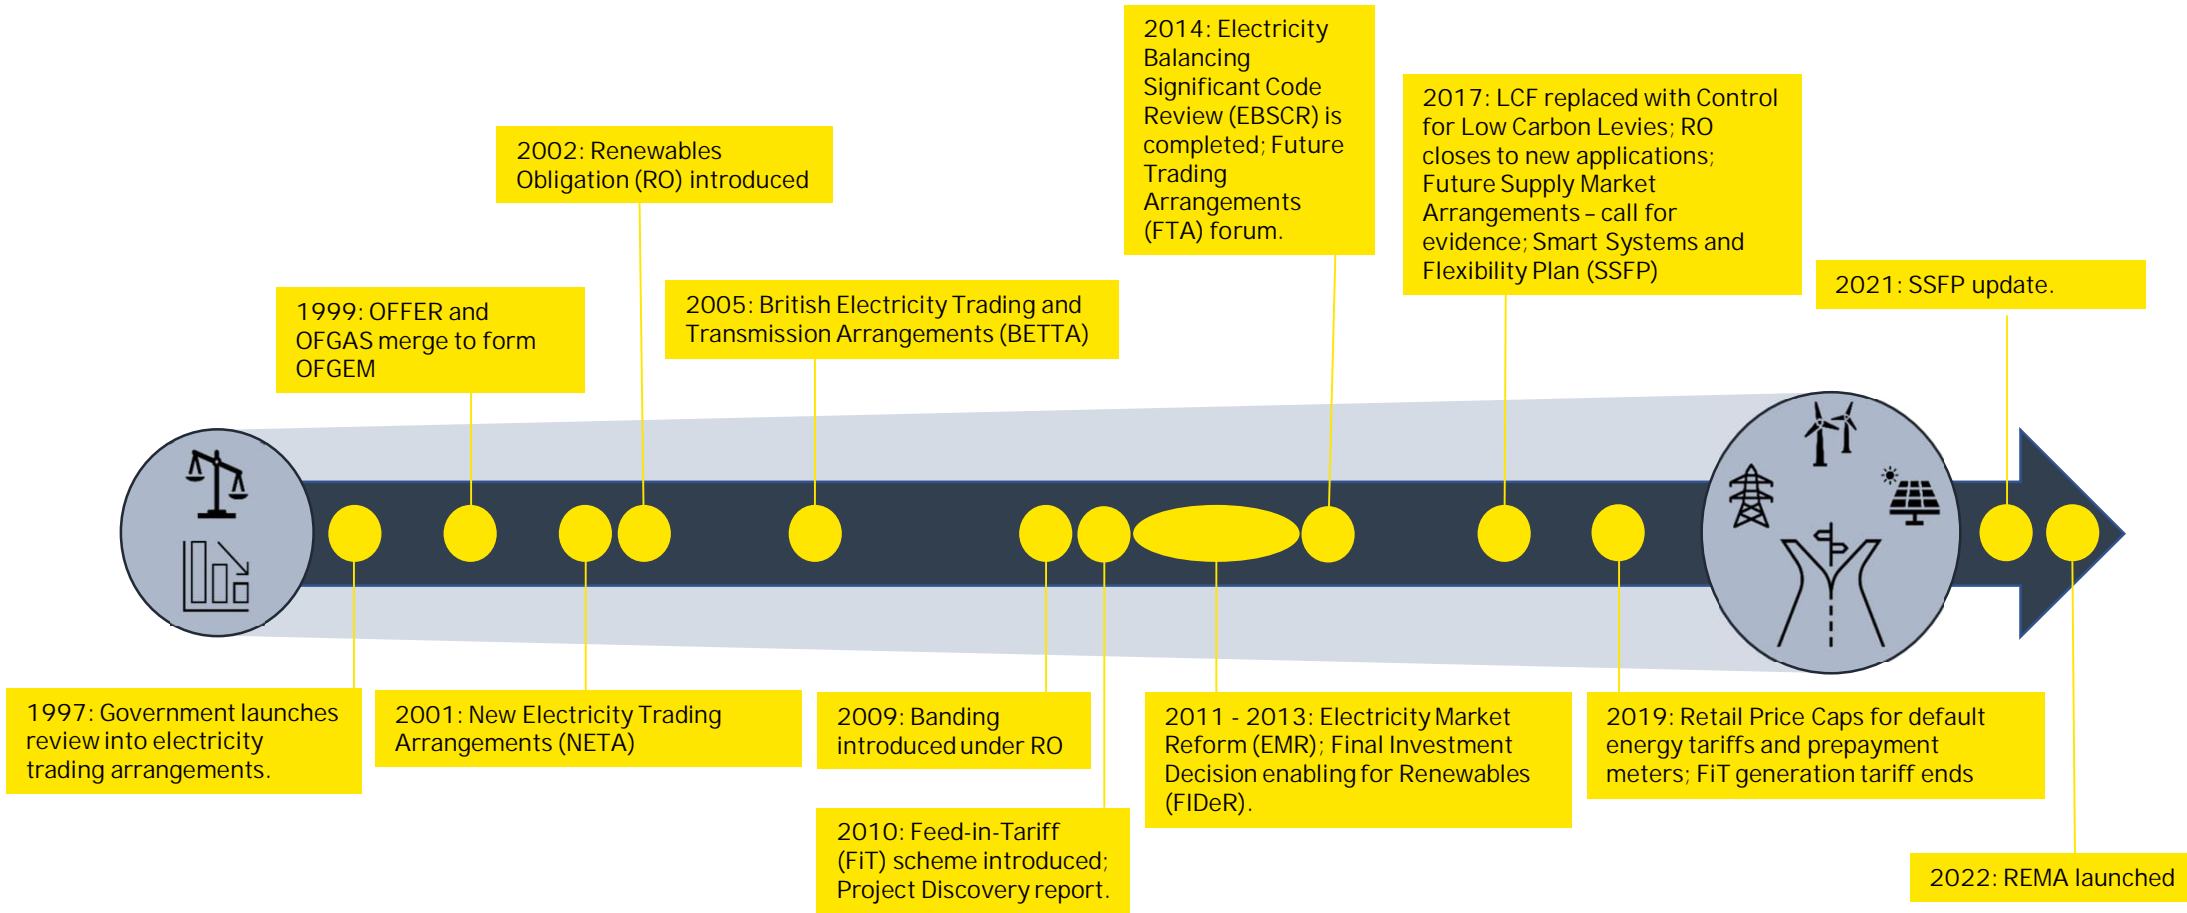 2014: Electricity
Balancing
Significant Code
Review (EBSCR) is
completed; Future
Trading
Arrangements
(FTA) forum.
2017: LCF replaced with Control
for Low Carbon Levies; RO
closes to new applications;
Future Supply Market
Arrangements – call for
evidence; Smart Systems and
Flexibility Plan (SSFP)
2002: Renewables
Obligation (RO) introduced
2021: SSFP update.
1999: OFFER and
OFGAS merge to form
OFGEM
2005: British Electricity Trading and
Transmission Arrangements (BETTA)
1997: Government launches
review into electricity
trading arrangements.
2001: New Electricity Trading
Arrangements (NETA)
2009: Banding
introduced under RO
2011 - 2013: Electricity Market
Reform (EMR); Final Investment
Decision enabling for Renewables
(FIDeR).
2019: Retail Price Caps for default
energy tariffs and prepayment
meters; FiT generation tariff ends
2010: Feed-in-Tariff
(FiT) scheme introduced;
Project Discovery report.
2022: REMA launched